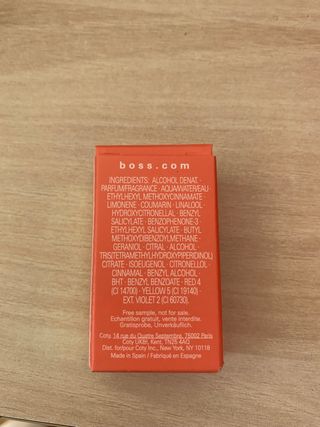 boss.com
INGREDIENTS: ALCOHOL DENAT. ·
PARFUM/FRAGRANCE · AQUA/WATER/EAU ·
ETHYLHEXYL METHOXYCINNAMATE ·
LIMONENE · COUMARIN · LINALOOL ·
HYDROXYCITRONELLAL · BENZYL
SALICYLATE · BENZOPHENONE-3 ·
ETHYLHEXYL SALICYLATE · BUTYL
METHOXYDIBENZOYLMETHANE ·
GERANIOL · CITRAL · ALCOHOL ·
TRIS(TETRAMETHYLHYDROXYPIPERIDINOL)
CITRATE · ISOEUGENOL · CITRONELLOL ·
CINNAMAL · BENZYL ALCOHOL ·
BHT · BENZYL BENZOATE · RED 4
(CI 14700) · YELLOW 5 (CI 19140) ·
EXT. VIOLET 2 (CI 60730).
Free sample, not for sale.
Échantillon gratuit, vente interdite.
Gratisprobe, Unverkäuflich.
Coty, 14 rue du Quatre Septembre, 75002 Paris
Coty UK&I, Kent, TN25 4AQ
Dist. for/pour Coty Inc., New York, NY 10118
Made in Spain / Fabriqué en Espagne